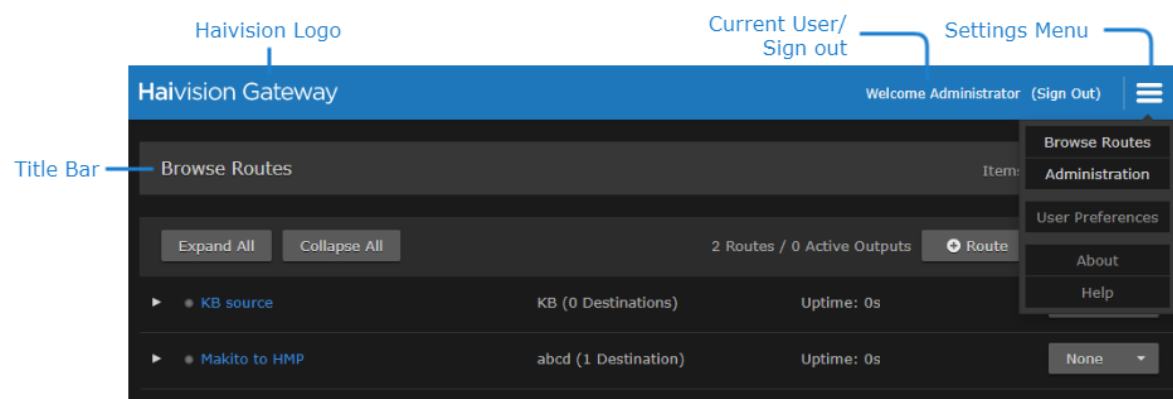 Haivision Logo
Current User/
Sign out
Settings Menu
Haivision Gateway
Welcome Administrator (Sign Out)
Title Bar
Browse Routes
Items
Browse Routes
Administration
User Preferences
About
Help
Expand All
Collapse All
2 Routes / 0 Active Outputs
Route
KB source
KB (0 Destinations)
Uptime: 0s
Makito to HMP
abcd (1 Destination)
Uptime: 0s
None